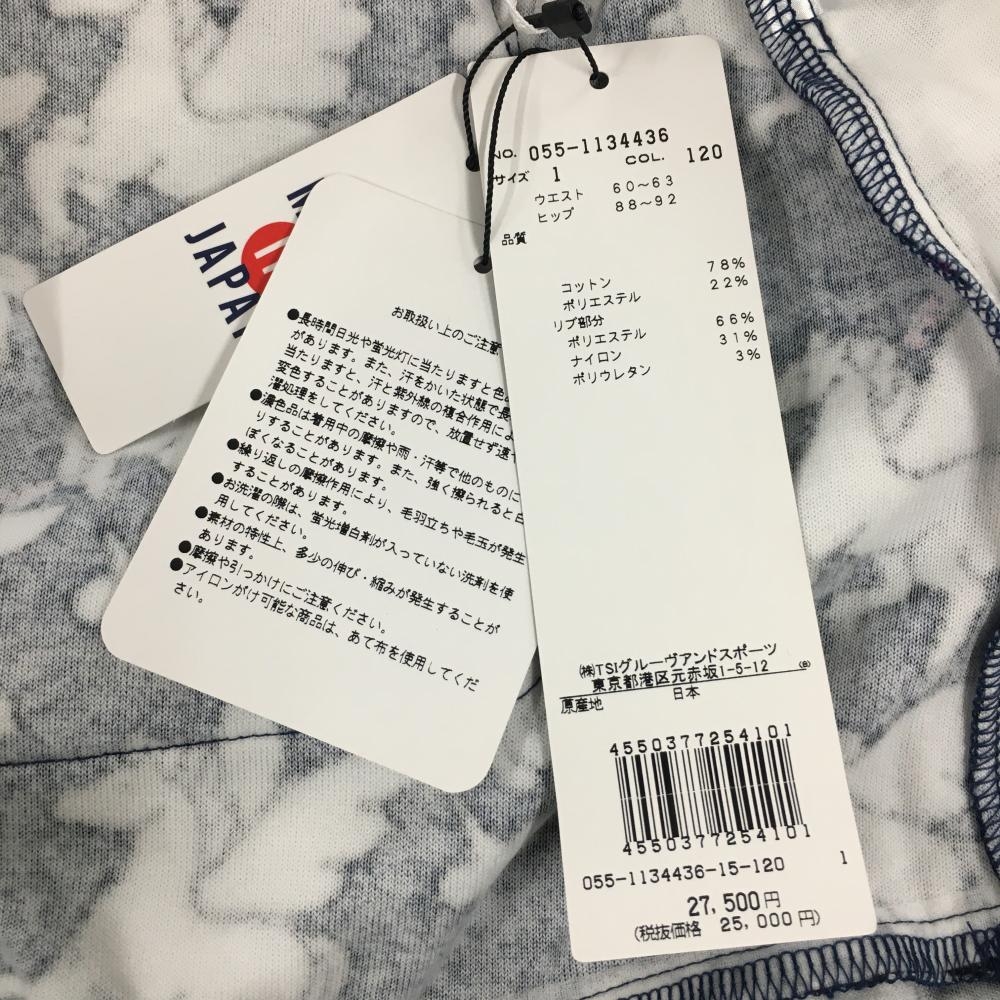 NO. 055-1134436
COL. 120
サイズ 1
ウエスト 60～63
ヒップ 88～92
品質
コットン 78%
ポリエステル 22%
リブ部分
ポリエステル 66%
ナイロン 31%
ポリウレタン 3%
㈱TSIグルーヴアンドスポーツ
東京都港区元赤坂1-5-12
原産地 日本
4550377254101
4550377254101
055-1134436-15-120 1
27,500円
(税抜価格 25,000円)
JAPA
お取扱い上のご注意
●長時間日光や蛍光灯に当たりますと色
があります。また、汗をかいた状態で長
当たりますと、汗と紫外線の複合作用によ
変色することがありますので、放置せず速
濯処理をしてください。
●濃色品は着用中の摩擦や雨・汗等で他のものに
りすることがあります。また、強く擦られると白
ぽくなることがあります。
●繰り返しの摩擦作用により、毛羽立ちや毛玉が発生
することがあります。
●お洗濯の際は、蛍光増白剤が入っていない洗剤を使
用してください。
●素材の特性上、多少の伸び・縮みが発生することが
あります。
●摩擦や引っかけにご注意ください。
●アイロンがけ可能な商品は、あて布を使用してくだ
さい。